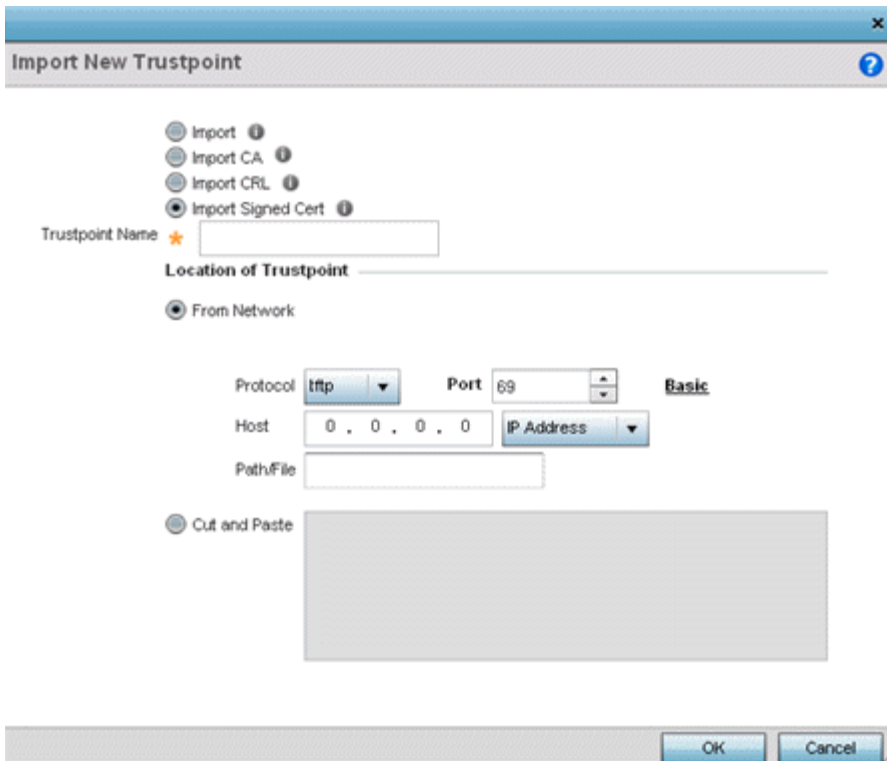 Import New Trustpoint
Import
Import CA
Import CRL
Import Signed Cert
Trustpoint Name *
Location of Trustpoint
From Network
Protocol tftp Port 69 Basic
Host 0 . 0 . 0 . 0 IP Address
Path/File
Cut and Paste
OK Cancel